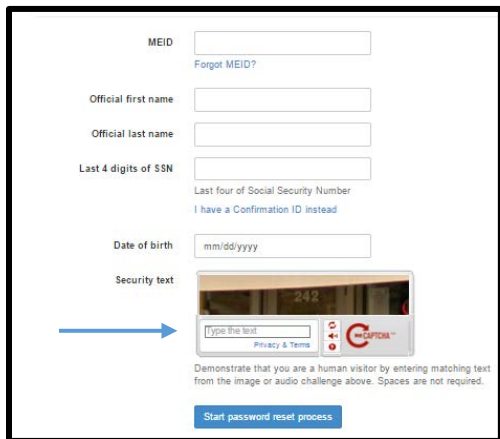 MEID
Forgot MEID?
Official first name
Official last name
Last 4 digits of SSN
Last four of Social Security Number
I have a Confirmation ID instead
Date of birth
mm/dd/yyyy
Security text
242
Type the text
Privacy & Terms
reCAPTCHA™
Demonstrate that you are a human visitor by entering matching text
from the image or audio challenge above. Spaces are not required.
Start password reset process